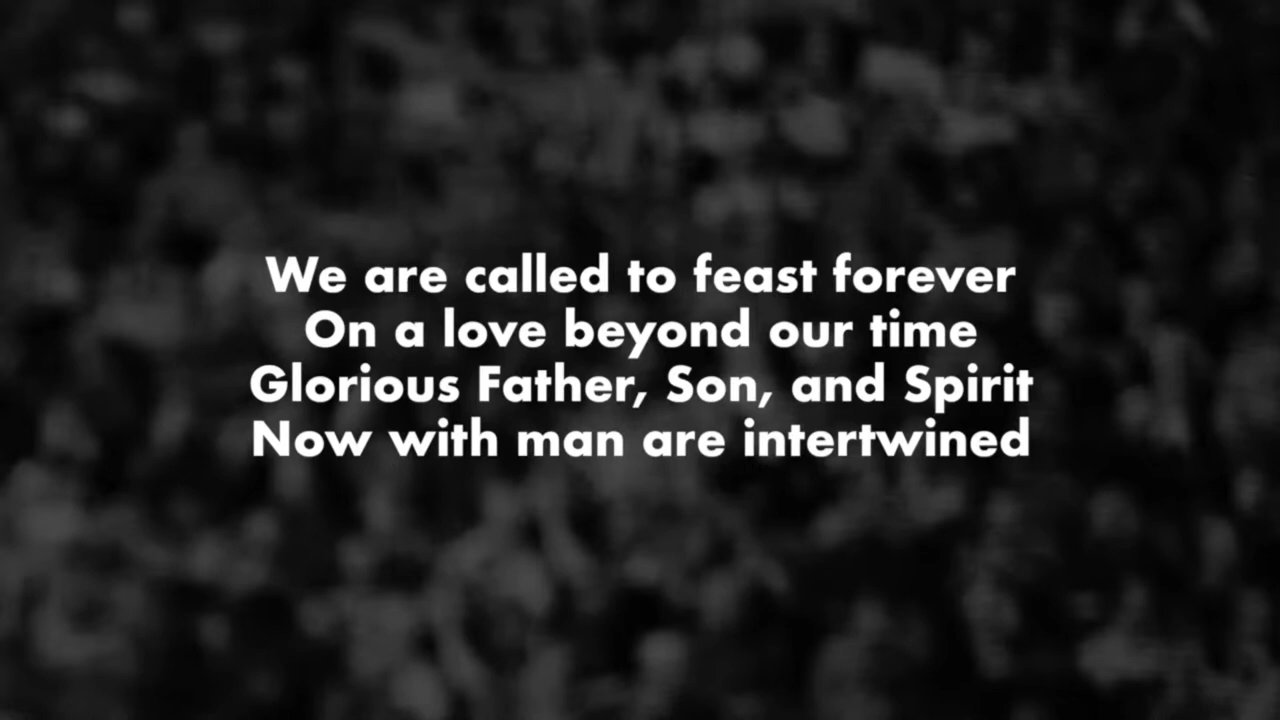 We are called to feast forever
On a love beyond our time
Glorious Father, Son, and Spirit
Now with man are intertwined